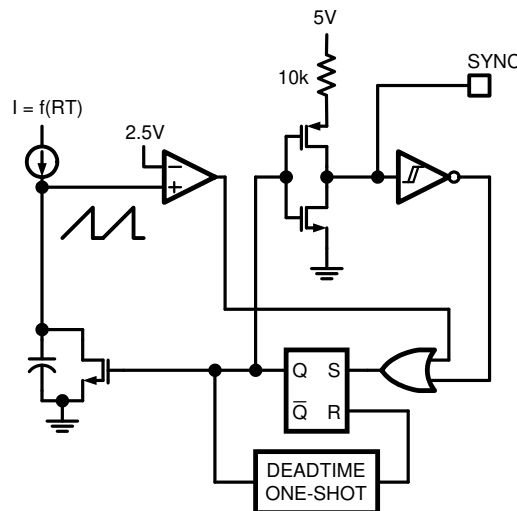 5V
SYNC
10k
I = f(RT)
2.5V
−
+
Q S
Q̅ R
DEADTIME
ONE-SHOT